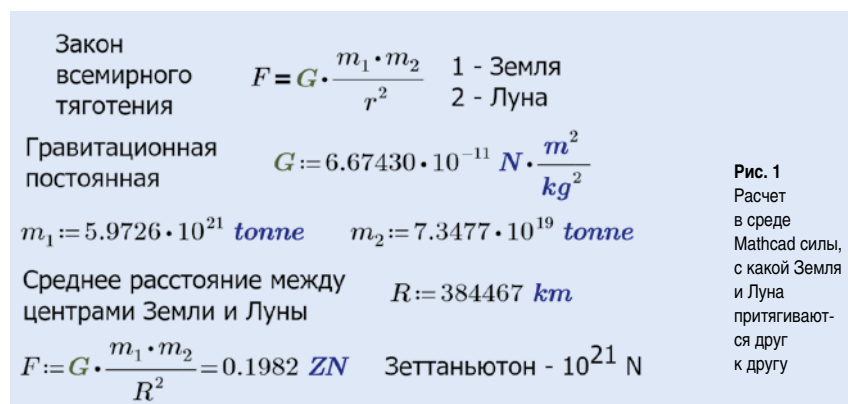 Закон
всемирного
тяготения
F = G · m₁ · m₂ / r²
1 - Земля
2 - Луна
Гравитационная
постоянная
G := 6.67430 · 10⁻¹¹ N · m² / kg²
m₁ := 5.9726 · 10²¹ tonne m₂ := 7.3477 · 10¹⁹ tonne
Среднее расстояние между
центрами Земли и Луны
R := 384467 km
F := G · m₁ · m₂ / R² = 0.1982 ZN Зеттаньютон - 10²¹ N
Рис. 1
Расчет
в среде
Mathcad силы,
с какой Земля
и Луна
притягивают-
ся друг
к другу